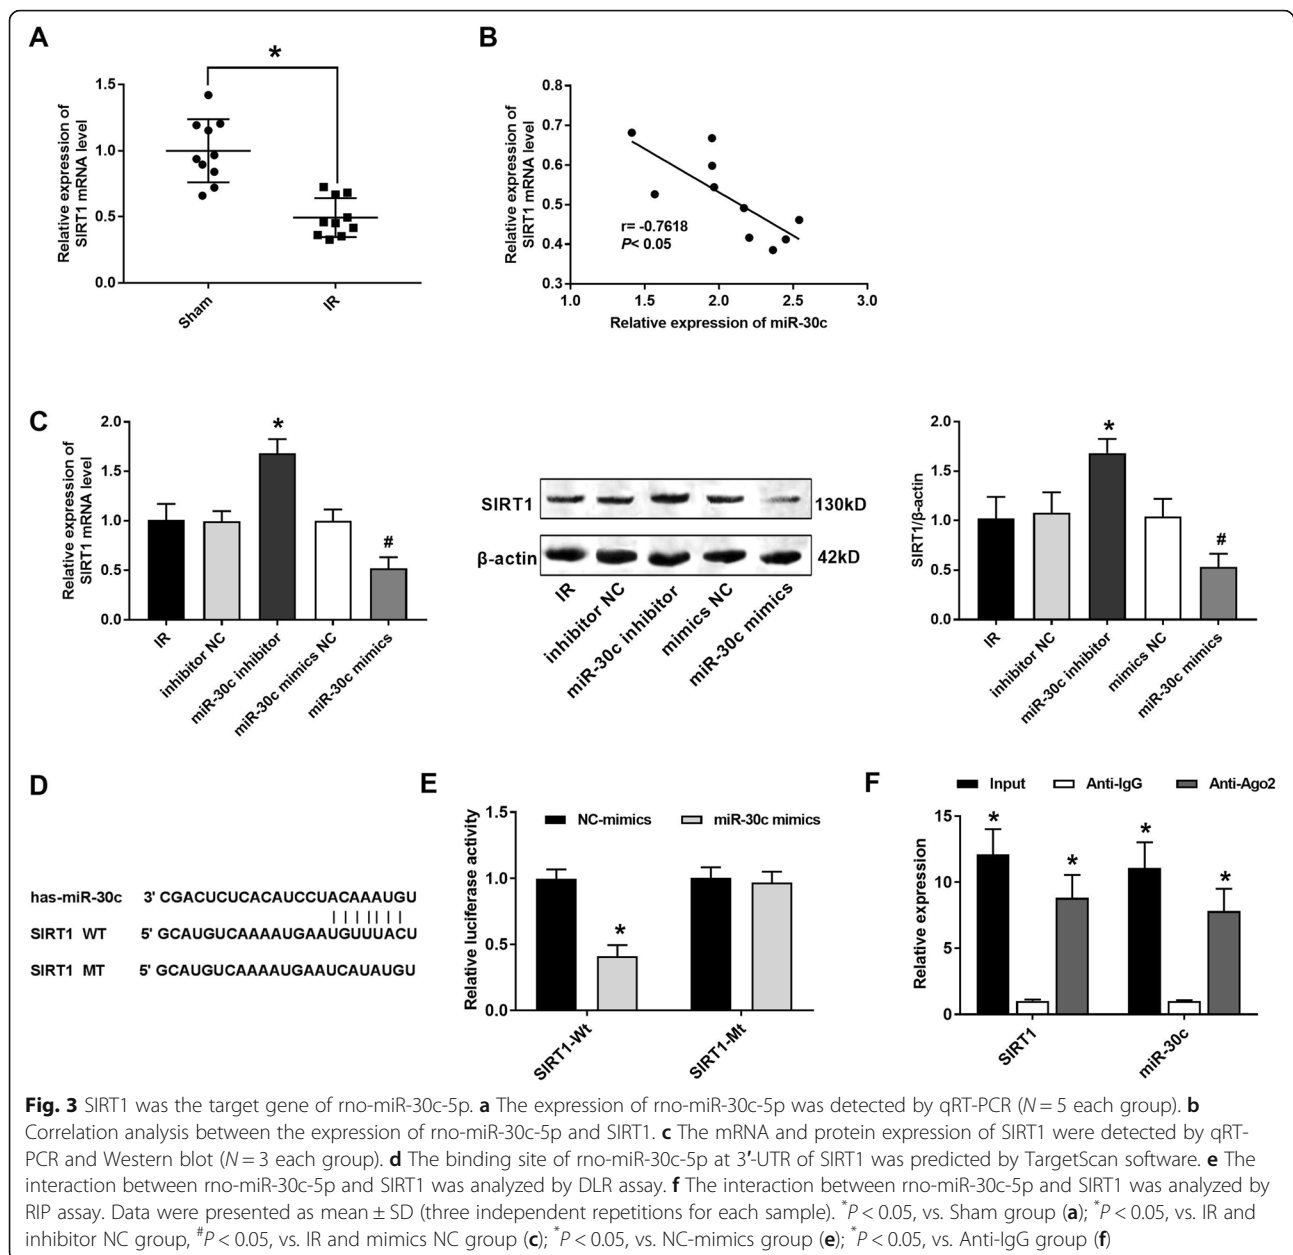 A
*
Relative expression of
SIRT1 mRNA level
1.5
1.0
0.5
0.0
Sham
IR
B
Relative expression of
SIRT1 mRNA level
0.8
0.7
0.6
0.5
0.4
0.3
r= -0.7618
P< 0.05
1.0
1.5
2.0
2.5
3.0
Relative expression of miR-30c
C
Relative expression of
SIRT1 mRNA level
2.0
1.5
1.0
0.5
0.0
*
#
IR
inhibitor NC
miR-30c inhibitor
miR-30c mimics NC
miR-30c mimics
SIRT1
130kD
β-actin
42kD
IR
inhibitor NC
miR-30c inhibitor
mimics NC
miR-30c mimics
SIRT1/β-actin
2.0
1.5
1.0
0.5
0.0
*
#
IR
inhibitor NC
miR-30c inhibitor
mimics NC
miR-30c mimics
D
has-miR-30c 3' CGACUCUCACAUCCUACAAAUGU
SIRT1 WT 5' GCAUGUCAAAAUGAAUGUUUACU
SIRT1 MT 5' GCAUGUCAAAAUGAAUCAUAUGU
E
Relative luciferase activity
1.5
1.0
0.5
0.0
NC-mimics
miR-30c mimics
*
SIRT1-Wt
SIRT1-Mt
F
Input
Anti-IgG
Anti-Ago2
Relative expression
15
10
5
0
*
*
*
*
SIRT1
miR-30c
Fig. 3 SIRT1 was the target gene of rno-miR-30c-5p. a The expression of rno-miR-30c-5p was detected by qRT-PCR (N = 5 each group). b
Correlation analysis between the expression of rno-miR-30c-5p and SIRT1. c The mRNA and protein expression of SIRT1 were detected by qRT-
PCR and Western blot (N = 3 each group). d The binding site of rno-miR-30c-5p at 3′-UTR of SIRT1 was predicted by TargetScan software. e The
interaction between rno-miR-30c-5p and SIRT1 was analyzed by DLR assay. f The interaction between rno-miR-30c-5p and SIRT1 was analyzed by
RIP assay. Data were presented as mean ± SD (three independent repetitions for each sample). *P < 0.05, vs. Sham group (a); *P < 0.05, vs. IR and
inhibitor NC group, #P < 0.05, vs. IR and mimics NC group (c); *P < 0.05, vs. NC-mimics group (e); *P < 0.05, vs. Anti-IgG group (f)